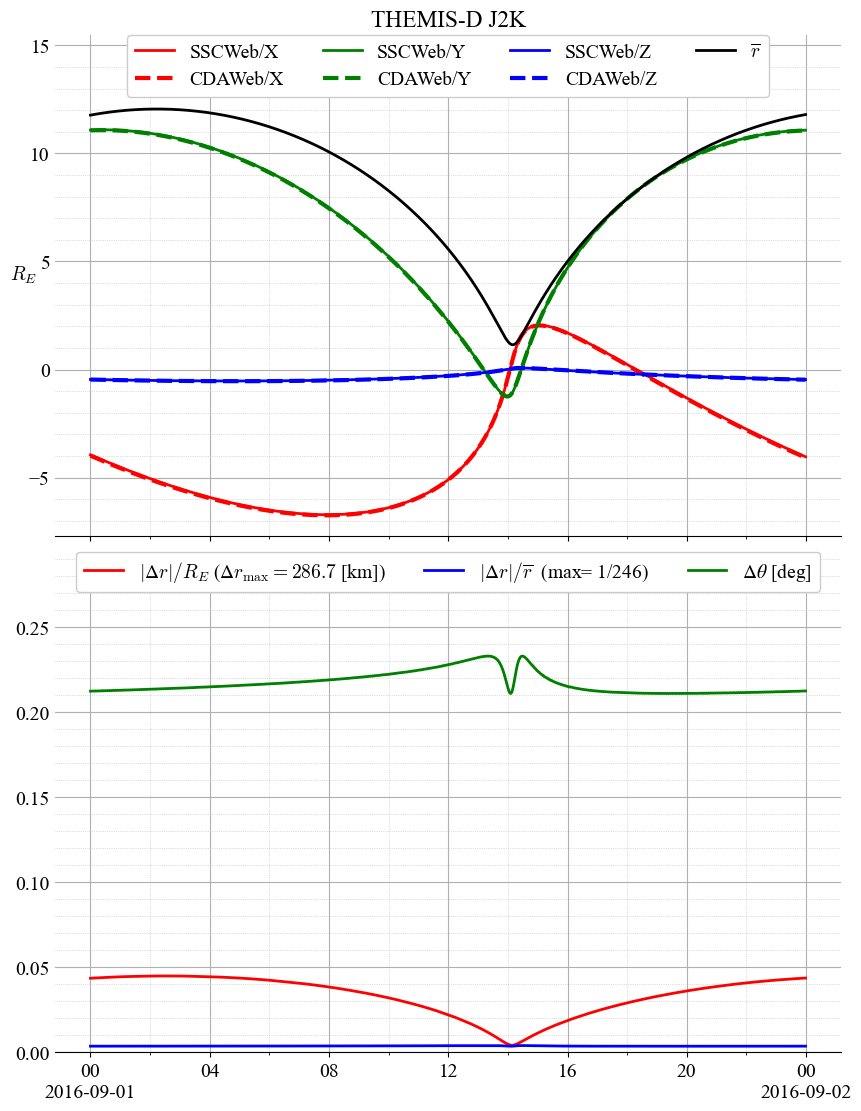 THEMIS-D J2K
SSCWeb/X SSCWeb/Y SSCWeb/Z r̅
CDAWeb/X CDAWeb/Y CDAWeb/Z
15
10
5
R_E
0
−5
|Δr|/R_E (Δr_max = 286.7 [km]) |Δr|/r̅ (max= 1/246) Δθ [deg]
0.25
0.20
0.15
0.10
0.05
0.00
00 04 08 12 16 20 00
2016-09-01 2016-09-02